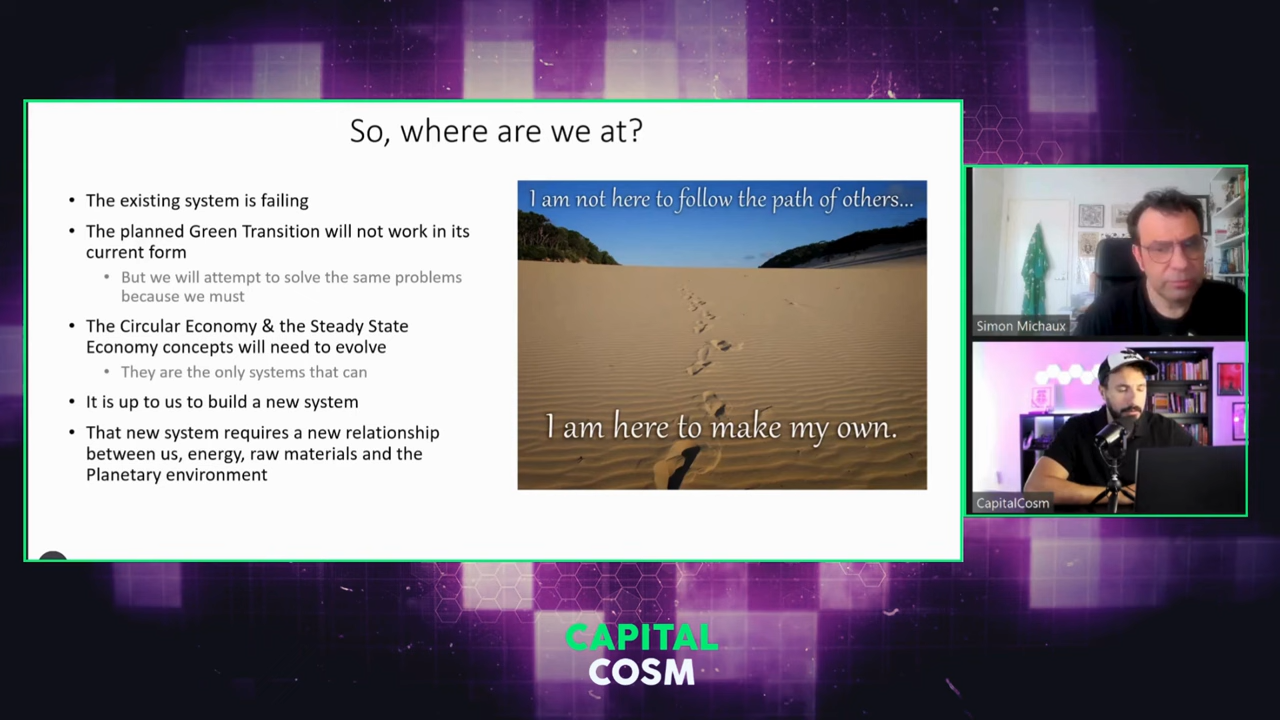 So, where are we at?
• The existing system is failing
• The planned Green Transition will not work in its
current form
• But we will attempt to solve the same problems
because we must
• The Circular Economy & the Steady State
Economy concepts will need to evolve
• They are the only systems that can
• It is up to us to build a new system
• That new system requires a new relationship
between us, energy, raw materials and the
Planetary environment
I am not here to follow the path of others...
I am here to make my own.
Simon Michaux
CapitalCosm
CAPITAL
COSM